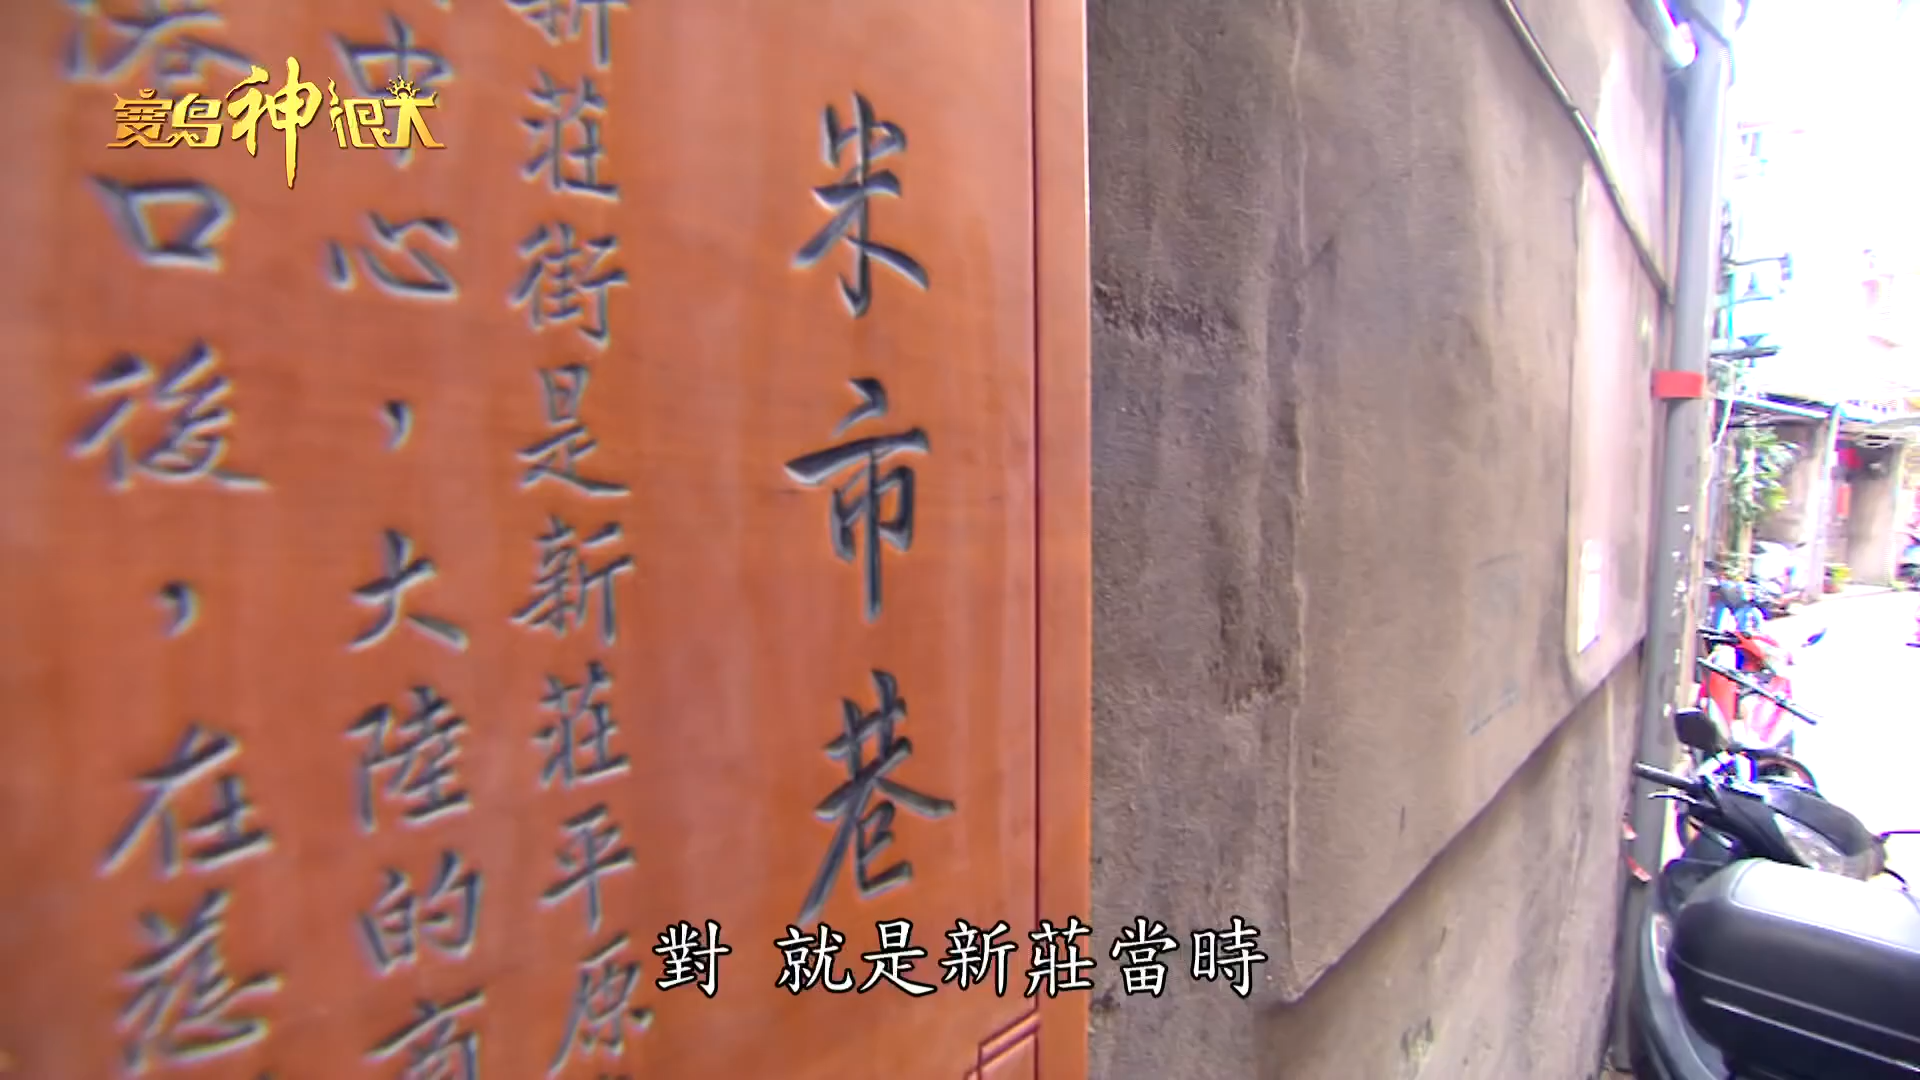 寶島神很大
米市巷
新莊街是新莊平原
中心，大陸的商
港口後，在慈
對 就是新莊當時